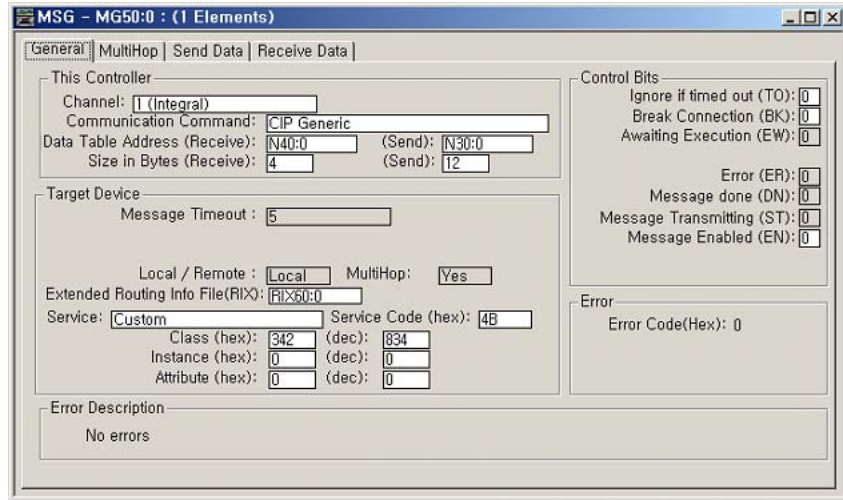 MSG - MG50:0 : (1 Elements)
General MultiHop Send Data Receive Data
This Controller
Channel: 1 (Integral)
Communication Command: CIP Generic
Data Table Address (Receive): N40:0 (Send): N30:0
Size in Bytes (Receive): 4 (Send): 12
Target Device
Message Timeout : 5
Local / Remote : Local MultiHop: Yes
Extended Routing Info File(RIX): RIX60:0
Service: Custom Service Code (hex): 4B
Class (hex): 342 (dec): 834
Instance (hex): 0 (dec): 0
Attribute (hex): 0 (dec): 0
Control Bits
Ignore if timed out (TO): 0
Break Connection (BK): 0
Awaiting Execution (EW): 0
Error (ER): 0
Message done (DN): 0
Message Transmitting (ST): 0
Message Enabled (EN): 0
Error
Error Code(Hex): 0
Error Description
No errors